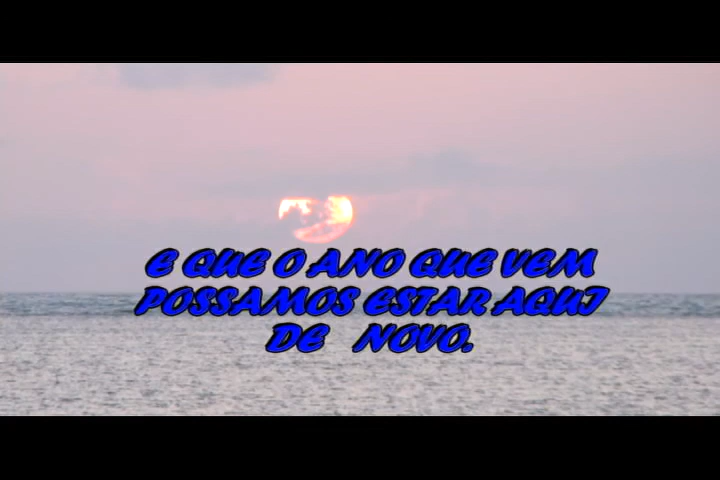 E QUE O ANO QUE VEM
POSSAMOS ESTAR AQUI
DE NOVO.